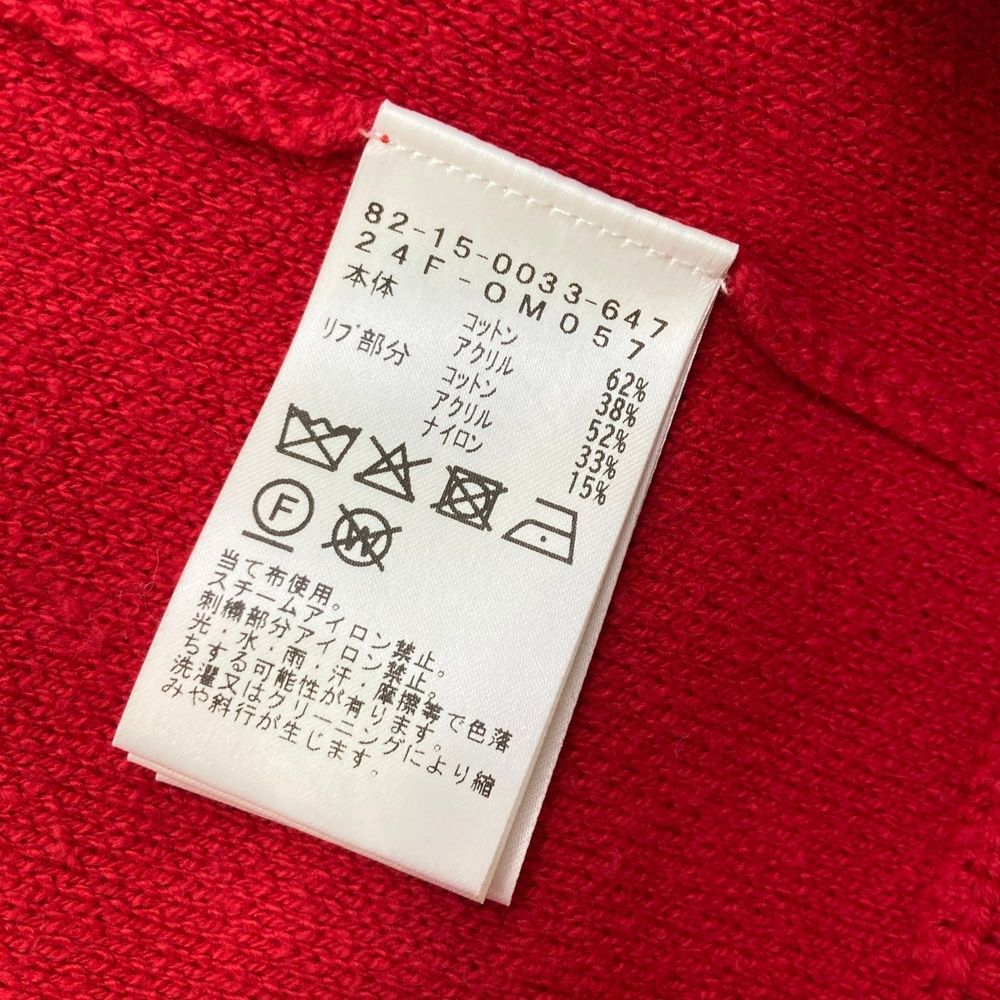 82-15-0033-647
24F-OM057
本体 コットン 62%
アクリル 38%
リブ部分 コットン 52%
アクリル 33%
ナイロン 15%
F W
当て布使用。
スチームアイロン禁止。
刺繍部分アイロン禁止。
光・水・雨・汗・摩擦等で色落
ちする可能性が有ります。
洗濯又はクリーニングにより縮
みや斜行が生じます。